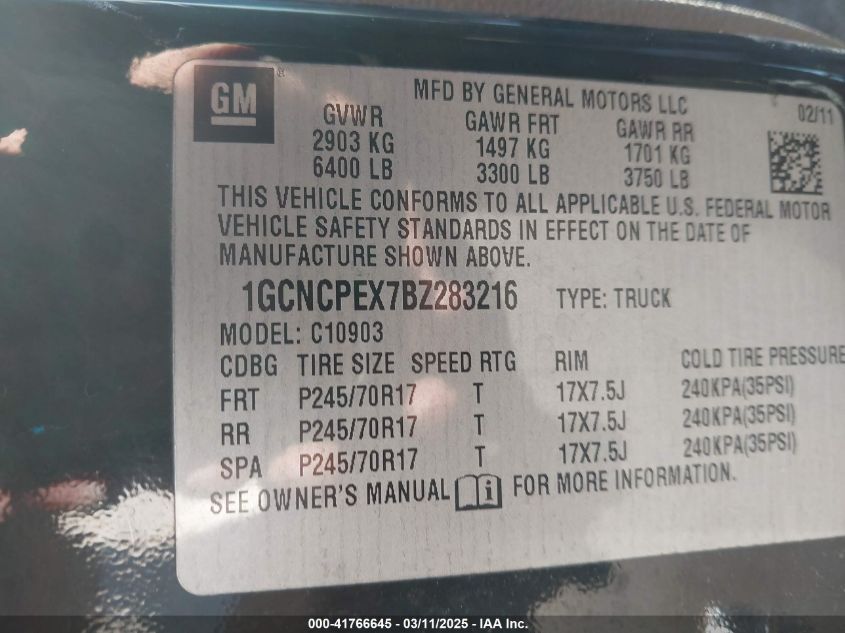 GM ®
MFD BY GENERAL MOTORS LLC
02/11
GVWR GAWR FRT GAWR RR
2903 KG 1497 KG 1701 KG
6400 LB 3300 LB 3750 LB
THIS VEHICLE CONFORMS TO ALL APPLICABLE U.S. FEDERAL MOTOR
VEHICLE SAFETY STANDARDS IN EFFECT ON THE DATE OF
MANUFACTURE SHOWN ABOVE.
1GCNCPEX7BZ283216 TYPE: TRUCK
MODEL: C10903
CDBG TIRE SIZE SPEED RTG RIM COLD TIRE PRESSURE
FRT P245/70R17 T 17X7.5J 240KPA(35PSI)
RR P245/70R17 T 17X7.5J 240KPA(35PSI)
SPA P245/70R17 T 17X7.5J 240KPA(35PSI)
SEE OWNER'S MANUAL i FOR MORE INFORMATION.
000-41766645 - 03/11/2025 - IAA Inc.